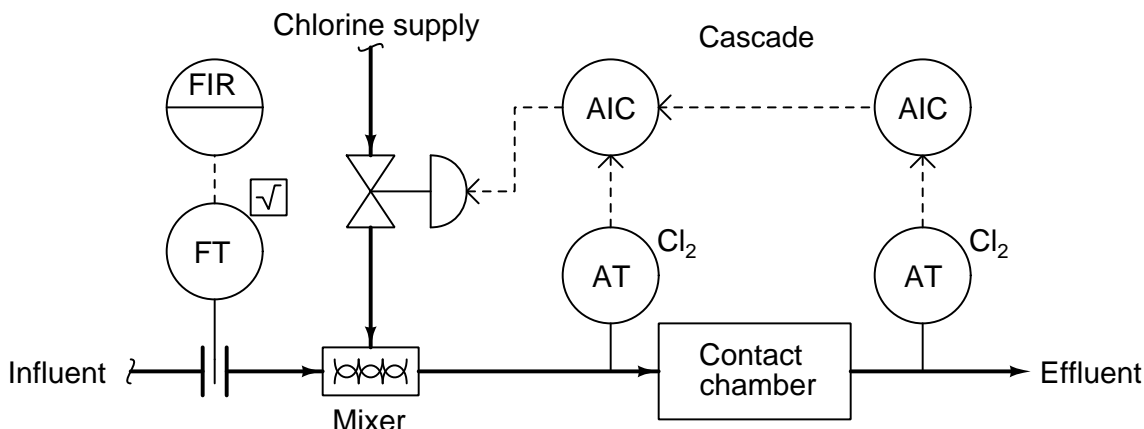 Chlorine supply
Cascade
FIR
AIC
AIC
√
FT
AT
Cl₂
AT
Cl₂
Influent
Mixer
Contact
chamber
Effluent